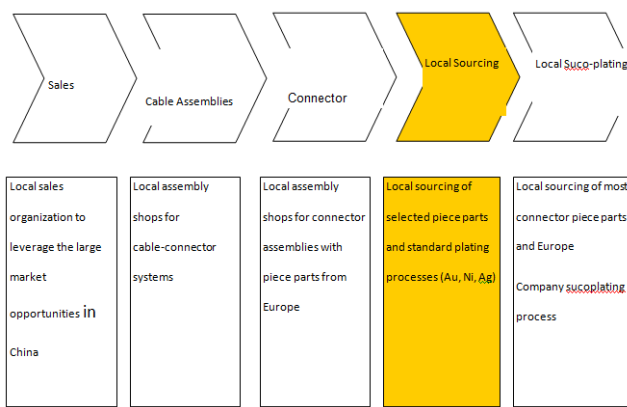 Sales
Cable Assemblies
Connector
Local Sourcing
Local Suco-plating
Local sales
organization to
leverage the large
market
opportunities in
China
Local assembly
shops for
cable-connector
systems
Local assembly
shops for connector
assemblies with
piece parts from
Europe
Local sourcing of
selected piece parts
and standard plating
processes (Au, Ni, Ag)
Local sourcing of most
connector piece parts
and Europe
Company sucoplating
process